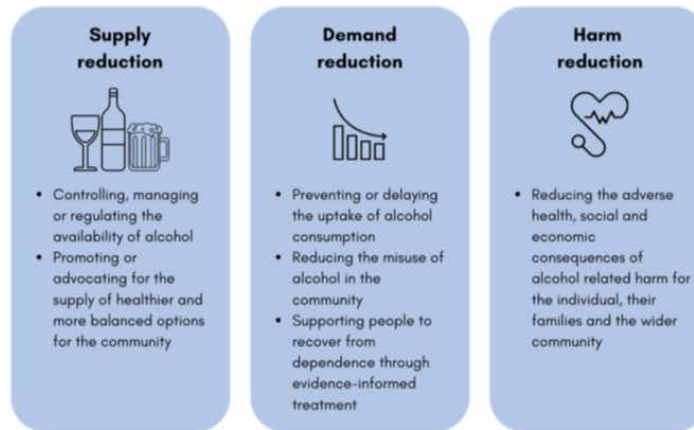 Supply
reduction
• Controlling, managing
or regulating the
availability of alcohol
• Promoting or
advocating for the
supply of healthier and
more balanced options
for the community
Demand
reduction
• Preventing or delaying
the uptake of alcohol
consumption
• Reducing the misuse of
alcohol in the
community
• Supporting people to
recover from
dependence through
evidence-informed
treatment
Harm
reduction
• Reducing the adverse
health, social and
economic
consequences of
alcohol related harm for
the individual, their
families and the wider
community